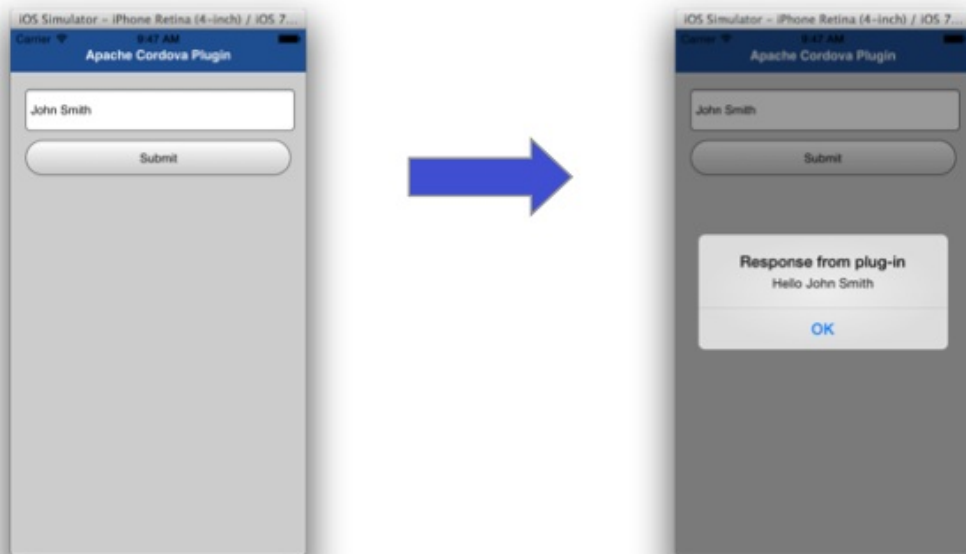 iOS Simulator - iPhone Retina (4-inch) / iOS 7...
Carrier 9:47 AM
Apache Cordova Plugin
John Smith
Submit
iOS Simulator - iPhone Retina (4-inch) / iOS 7...
Carrier 9:47 AM
Apache Cordova Plugin
John Smith
Submit
Response from plug-in
Hello John Smith
OK